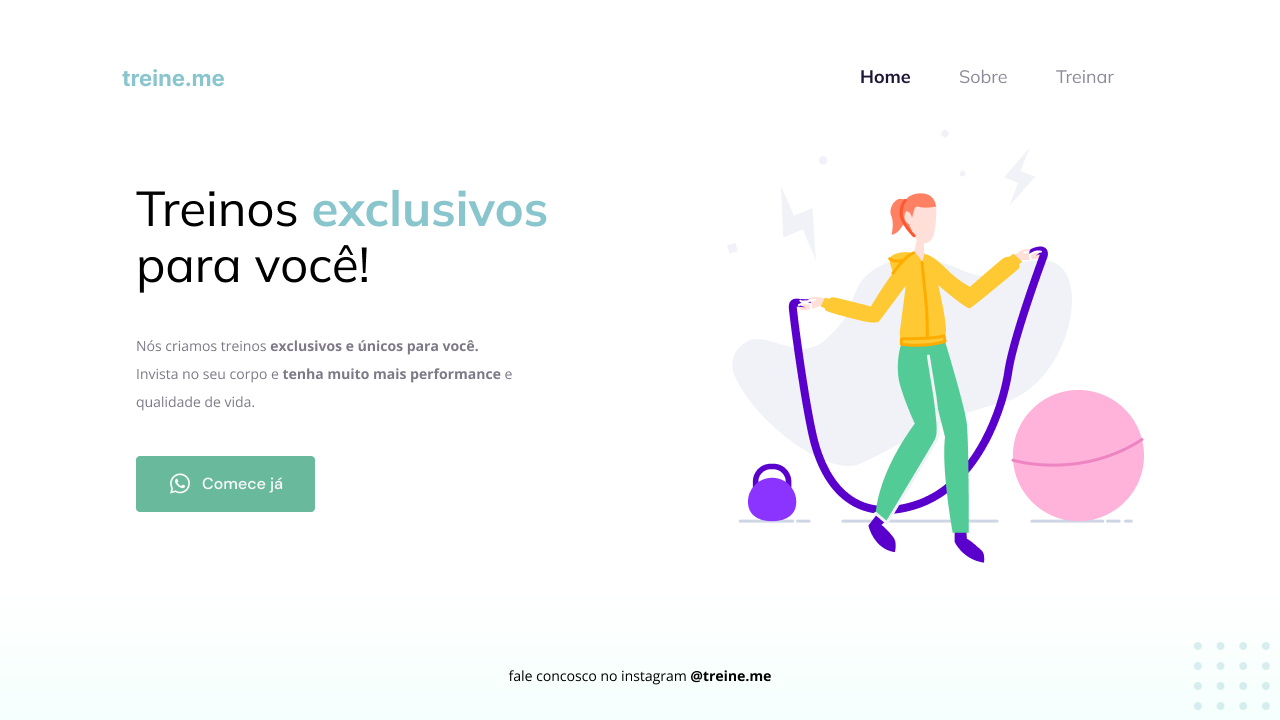 treine.me
Home Sobre Treinar
Treinos exclusivos
para você!
Nós criamos treinos exclusivos e únicos para você.
Invista no seu corpo e tenha muito mais performance e
qualidade de vida.
Comece já
fale concosco no instagram @treine.me